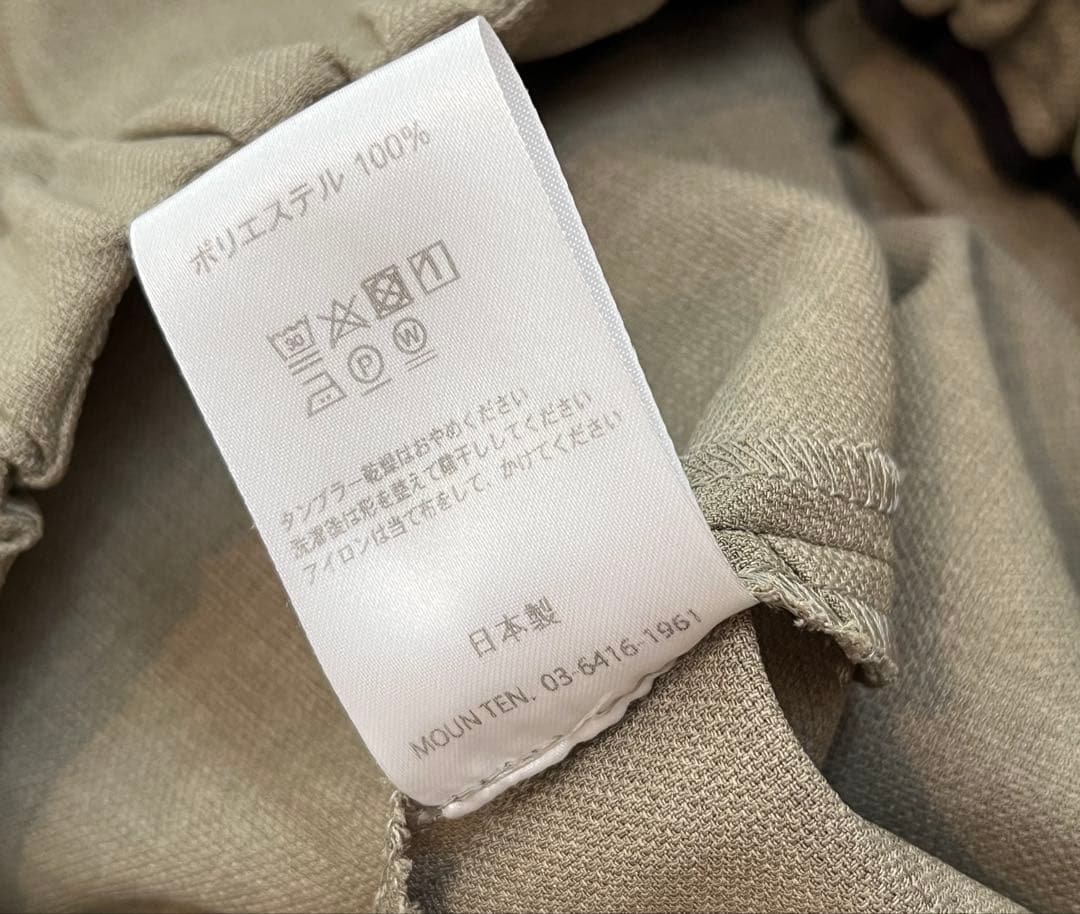 ポリエステル 100%
30
P W
タンブラー乾燥はおやめください
洗濯後は形を整えて陰干ししてください
アイロンは当て布をして、かけてください
日本製
MOUN TEN. 03-6416-1961